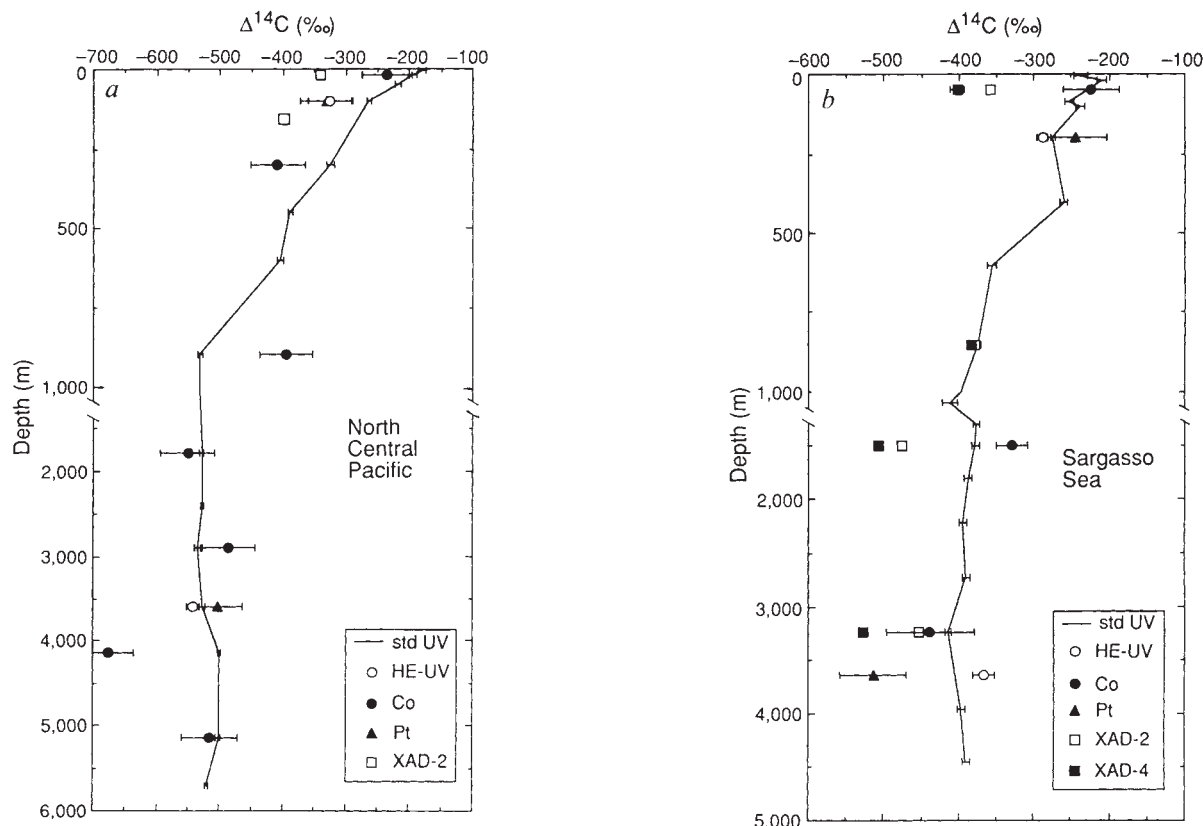 Δ¹⁴C (‰)
−700 −600 −500 −400 −300 −200 −100
0
a
500
1,000
2,000
3,000
4,000
5,000
6,000
Depth (m)
North
Central
Pacific
std UV
HE-UV
Co
Pt
XAD-2
Δ¹⁴C (‰)
−600 −400 −300 −200 −100
0
b
500
1,000
2,000
3,000
4,000
5,000
Depth (m)
Sargasso
Sea
std UV
HE-UV
Co
Pt
XAD-2
XAD-4